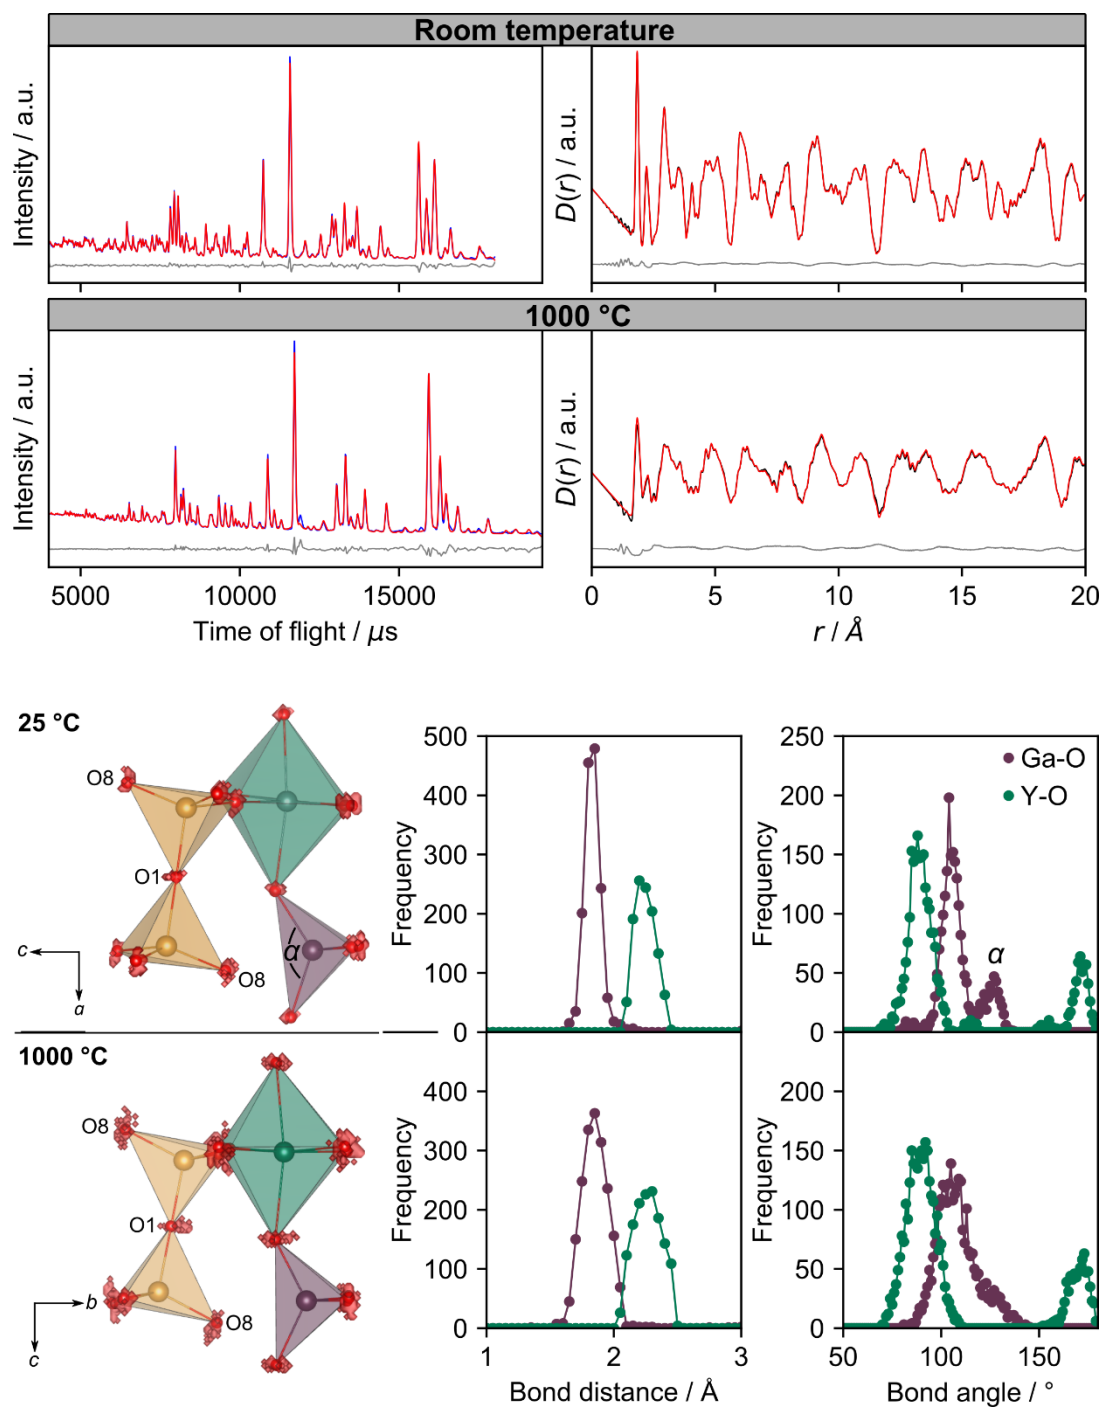 Room temperature
Intensity / a.u.
D(r) / a.u.
1000 °C
Intensity / a.u.
D(r) / a.u.
5000 10000 15000
0 5 10 15 20
Time of flight / μs
r / Å
25 °C
O8
O1
O8
α
c
a
500
400
300
200
100
0
Frequency
250
200
150
100
50
0
Frequency
Ga-O
Y-O
α
1000 °C
O8
O1
O8
b
c
400
300
200
100
0
Frequency
200
150
100
50
0
Frequency
1 2 3
50 100 150
Bond distance / Å
Bond angle / °